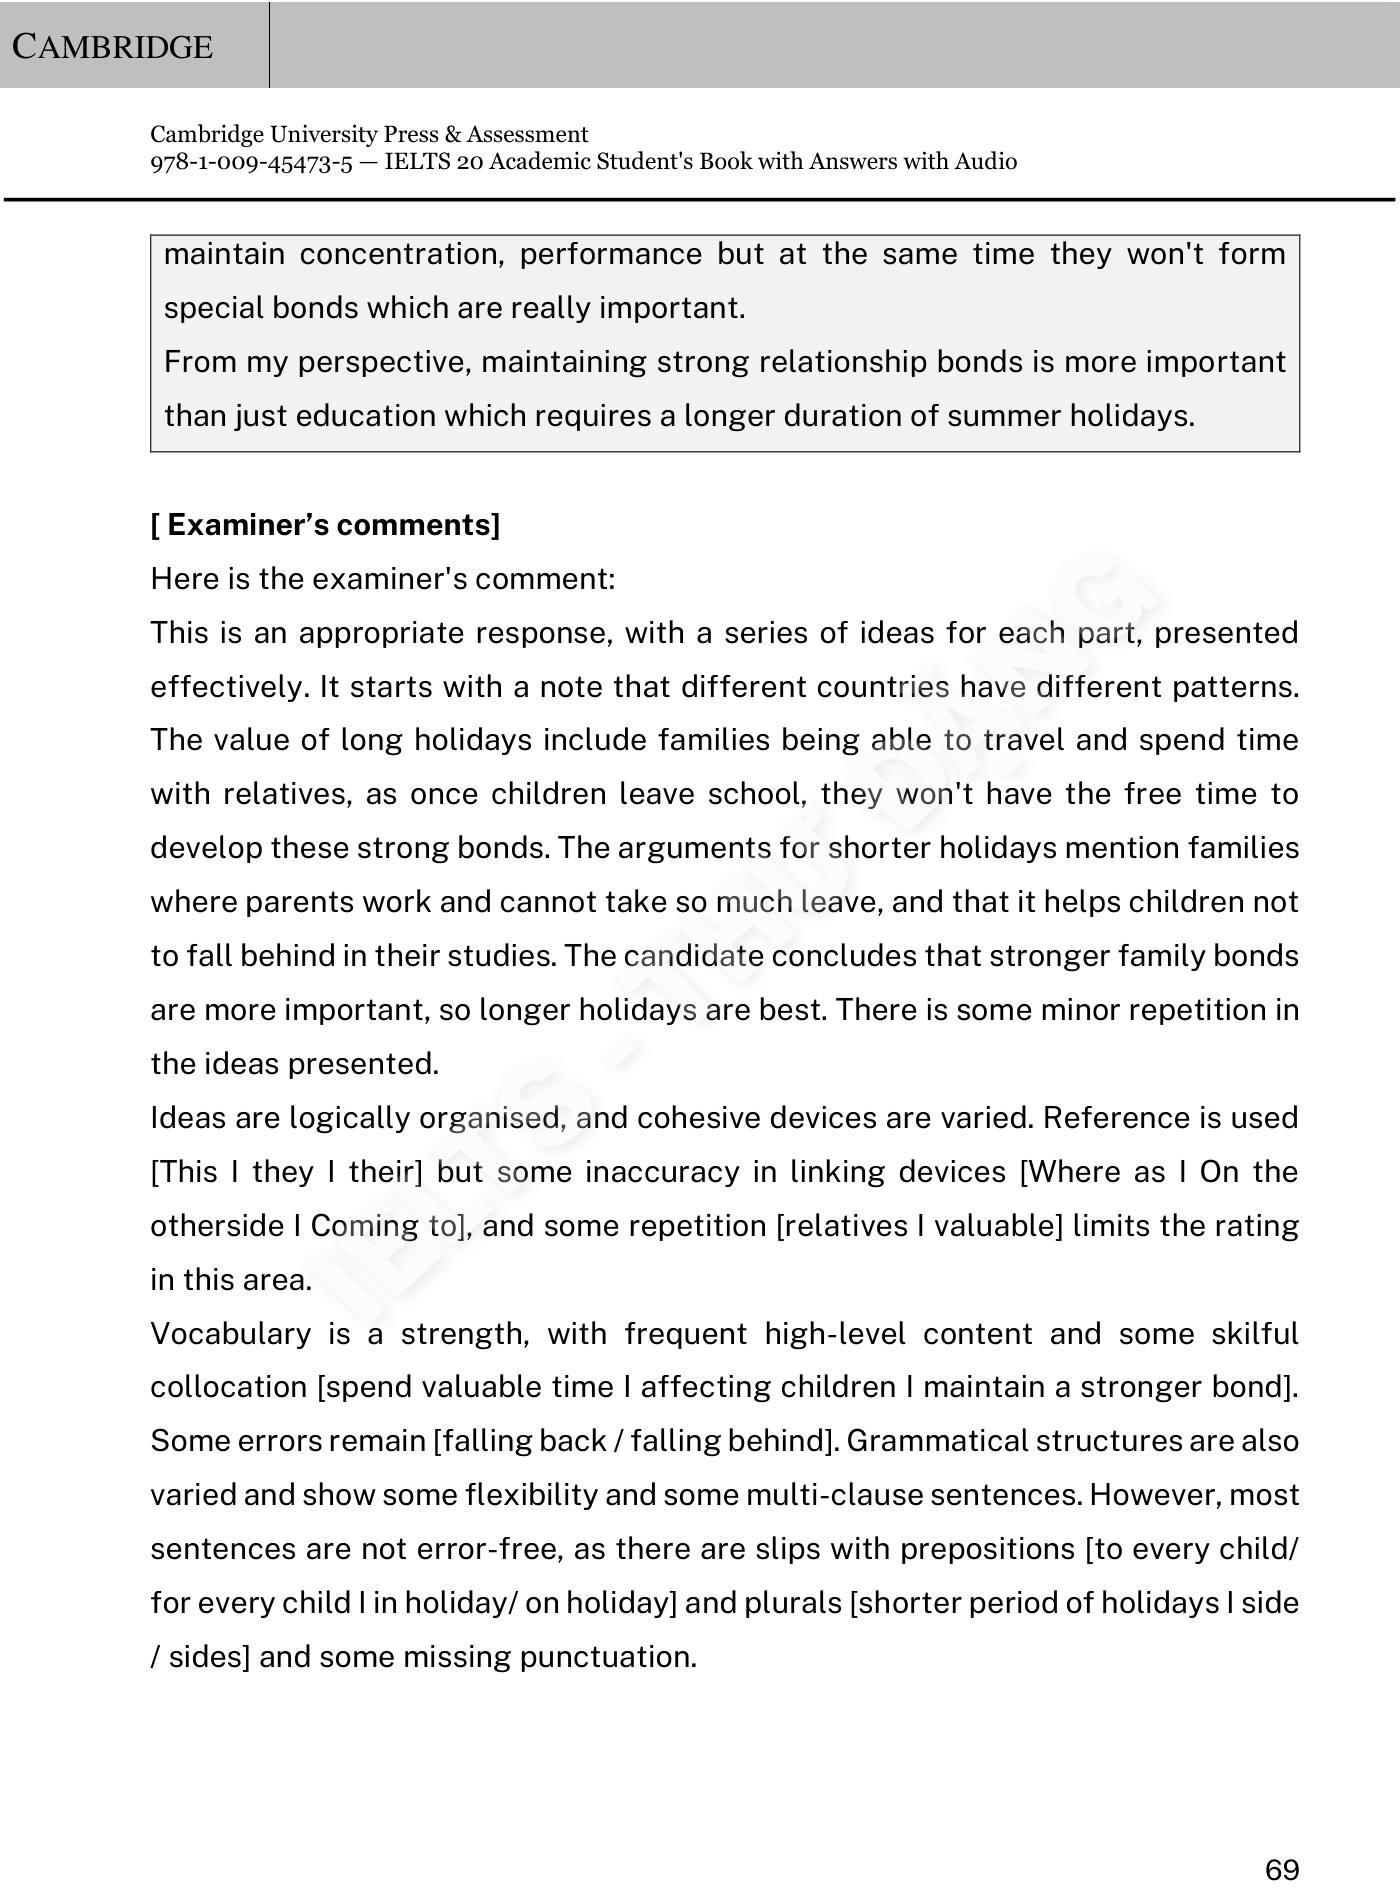 CAMBRIDGE
Cambridge University Press & Assessment
978-1-009-45473-5 — IELTS 20 Academic Student's Book with Answers with Audio
maintain concentration, performance but at the same time they won't form
special bonds which are really important.
From my perspective, maintaining strong relationship bonds is more important
than just education which requires a longer duration of summer holidays.
[ Examiner’s comments]
Here is the examiner's comment:
This is an appropriate response, with a series of ideas for each part, presented
effectively. It starts with a note that different countries have different patterns.
The value of long holidays include families being able to travel and spend time
with relatives, as once children leave school, they won't have the free time to
develop these strong bonds. The arguments for shorter holidays mention families
where parents work and cannot take so much leave, and that it helps children not
to fall behind in their studies. The candidate concludes that stronger family bonds
are more important, so longer holidays are best. There is some minor repetition in
the ideas presented.
Ideas are logically organised, and cohesive devices are varied. Reference is used
[This I they I their] but some inaccuracy in linking devices [Where as I On the
otherside I Coming to], and some repetition [relatives I valuable] limits the rating
in this area.
Vocabulary is a strength, with frequent high-level content and some skilful
collocation [spend valuable time I affecting children I maintain a stronger bond].
Some errors remain [falling back / falling behind]. Grammatical structures are also
varied and show some flexibility and some multi-clause sentences. However, most
sentences are not error-free, as there are slips with prepositions [to every child/
for every child I in holiday/ on holiday] and plurals [shorter period of holidays I side
/ sides] and some missing punctuation.
IELTS - THƯ ĐẶNG
69